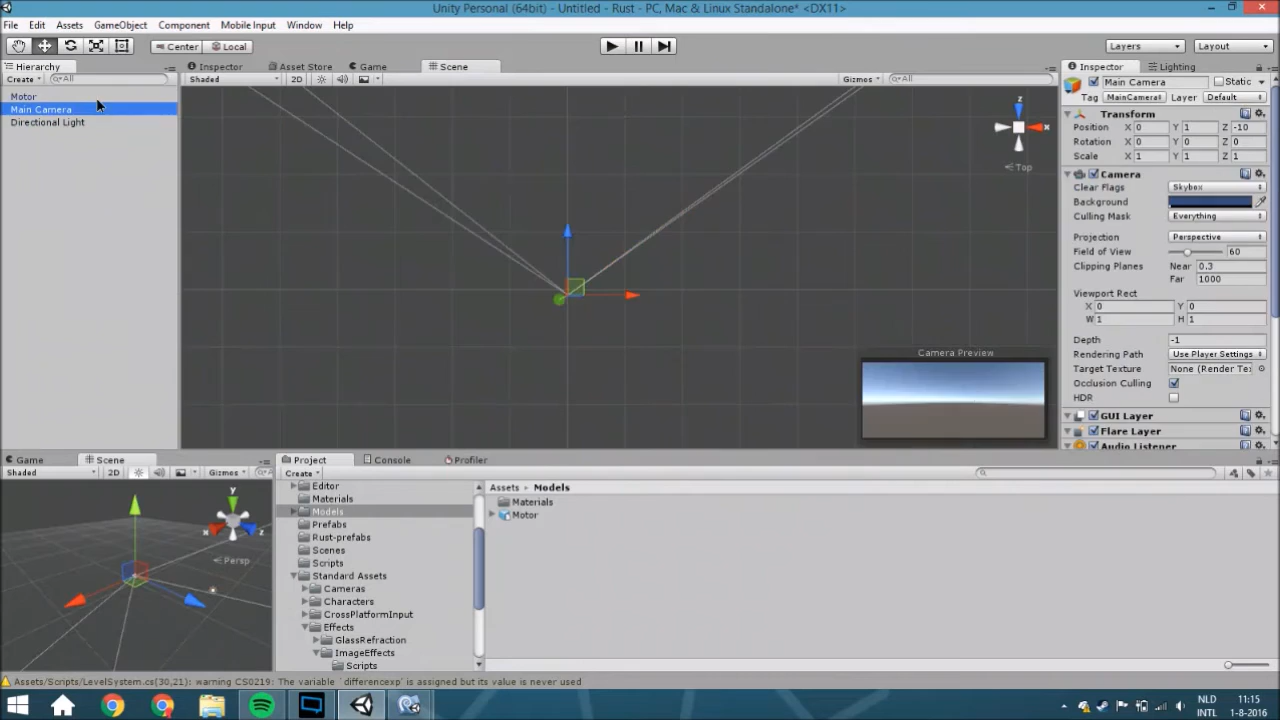 Unity Personal (64bit) - Untitled - Rust - PC, Mac & Linux Standalone* <DX11>
File Edit Assets GameObject Component Mobile Input Window Help
Center Local Layers Layout
Hierarchy Inspector Asset Store Game Scene Inspector Lighting
Create All Shaded 2D Gizmos All
Main Camera Static
Motor
Tag MainCamera Layer Default
Main Camera
Directional Light
Transform
Position X 0 Y 1 Z -10
Rotation X 0 Y 0 Z 0
Scale X 1 Y 1 Z 1
z
x
Top
Camera
Clear Flags Skybox
Background
Culling Mask Everything
Projection Perspective
Field of View 60
Clipping Planes Near 0.3
Far 1000
Viewport Rect
X 0 Y 0
W 1 H 1
Depth -1
Camera Preview
Rendering Path Use Player Settings
Target Texture None (Render Tex
Occlusion Culling
HDR
GUI Layer
Flare Layer
Audio Listener
Game Scene Project Console Profiler
Shaded 2D Gizmos Create
Editor
Assets Models
Materials
Materials
Models
Motor
Prefabs
Rust-prefabs
Scenes
Scripts
Standard Assets
Cameras
Characters
CrossPlatformInput
Effects
GlassRefraction
ImageEffects
Scripts
y
x
z
Persp
Assets/Scripts/LevelSystem.cs(30,21): warning CS0219: The variable `differencexp' is assigned but its value is never used
NLD
INTL
11:15
1-8-2016